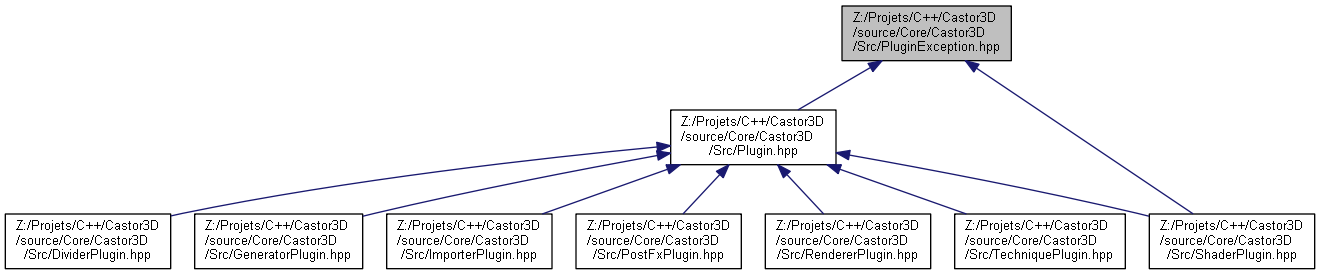 Z:/Projets/C++/Castor3D
/source/Core/Castor3D
/Src/PluginException.hpp
Z:/Projets/C++/Castor3D
/source/Core/Castor3D
/Src/Plugin.hpp
Z:/Projets/C++/Castor3D
/source/Core/Castor3D
/Src/DividerPlugin.hpp
Z:/Projets/C++/Castor3D
/source/Core/Castor3D
/Src/GeneratorPlugin.hpp
Z:/Projets/C++/Castor3D
/source/Core/Castor3D
/Src/ImporterPlugin.hpp
Z:/Projets/C++/Castor3D
/source/Core/Castor3D
/Src/PostFxPlugin.hpp
Z:/Projets/C++/Castor3D
/source/Core/Castor3D
/Src/RendererPlugin.hpp
Z:/Projets/C++/Castor3D
/source/Core/Castor3D
/Src/TechniquePlugin.hpp
Z:/Projets/C++/Castor3D
/source/Core/Castor3D
/Src/ShaderPlugin.hpp